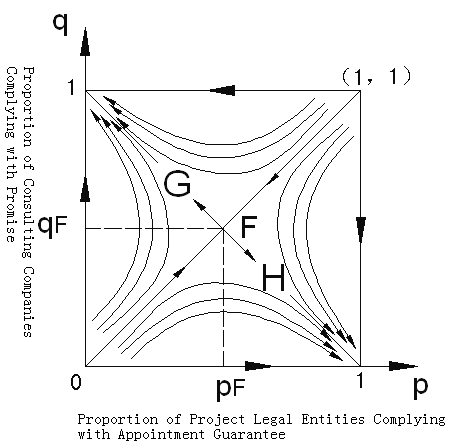 q
1
(1, 1)
Proportion of Consulting Companies
Complying with Promise
G
qF
F
H
0
pF
1
p
Proportion of Project Legal Entities Complying
with Appointment Guarantee